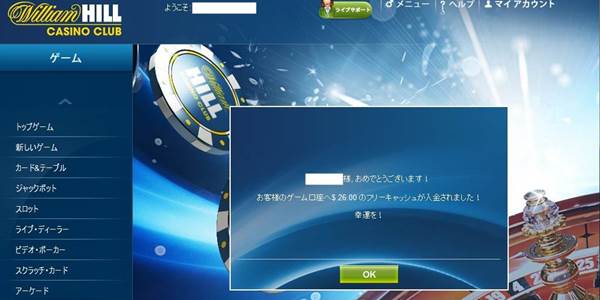 William HILL
CASINO CLUB
ようこそ
ライブサポート
メニュー
? ヘルプ
マイアカウント
ゲーム
トップゲーム
新しいゲーム
カード&テーブル
ジャックポット
スロット
ライブ・ディーラー
ビデオ・ポーカー
スクラッチ・カード
アーケード
William
HILL
CASINO CLUB
様、おめでとうございます！
お客様のゲーム口座へ$ 26.00 のフリーキャッシュが入金されました！
幸運を！
OK